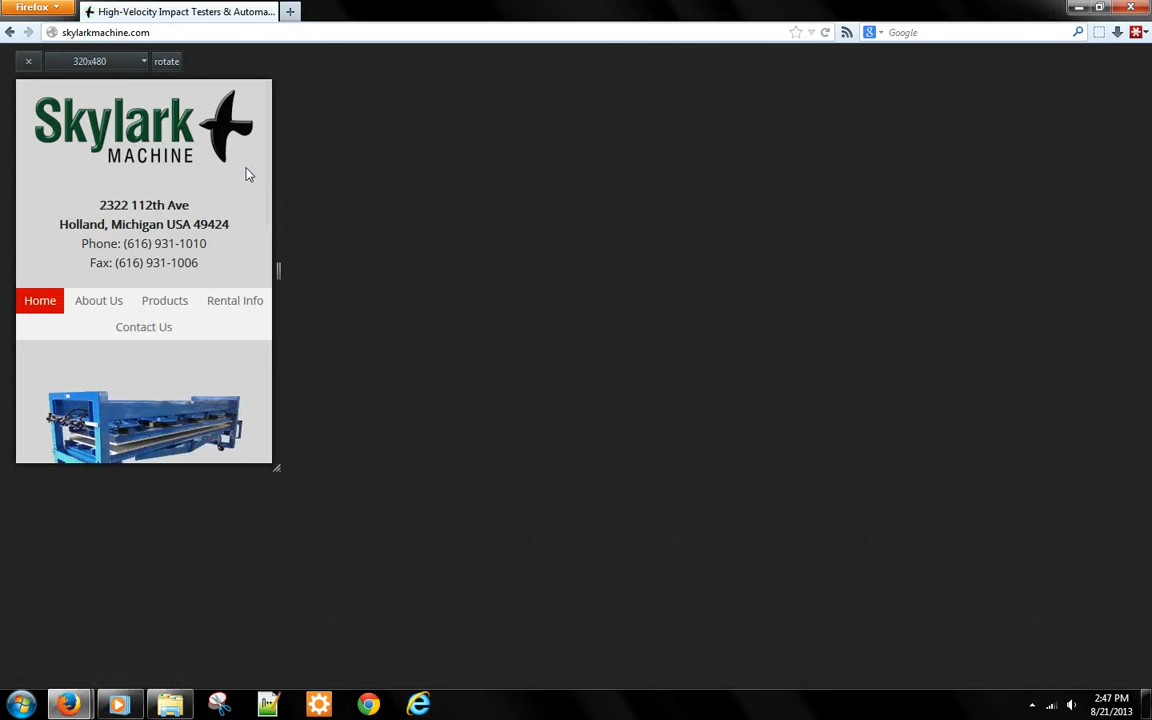 Firefox
High-Velocity Impact Testers & Automa...
skylarkmachine.com
Google
320x480
rotate
Skylark
MACHINE
2322 112th Ave
Holland, Michigan USA 49424
Phone: (616) 931-1010
Fax: (616) 931-1006
Home About Us Products Rental Info
Contact Us
2:47 PM
8/21/2013